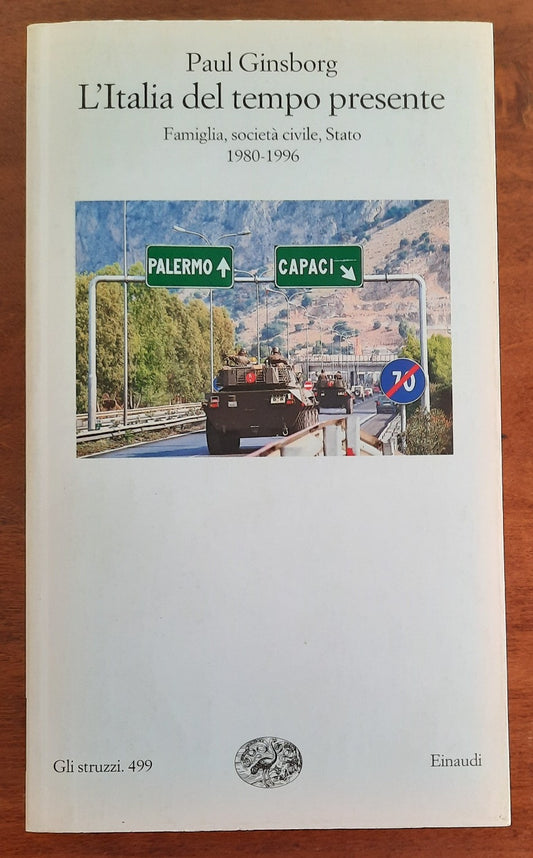 Paul Ginsborg
L'Italia del tempo presente
Famiglia, società civile, Stato
1980-1996
PALERMO
CAPACI
70
Gli struzzi. 499
Einaudi